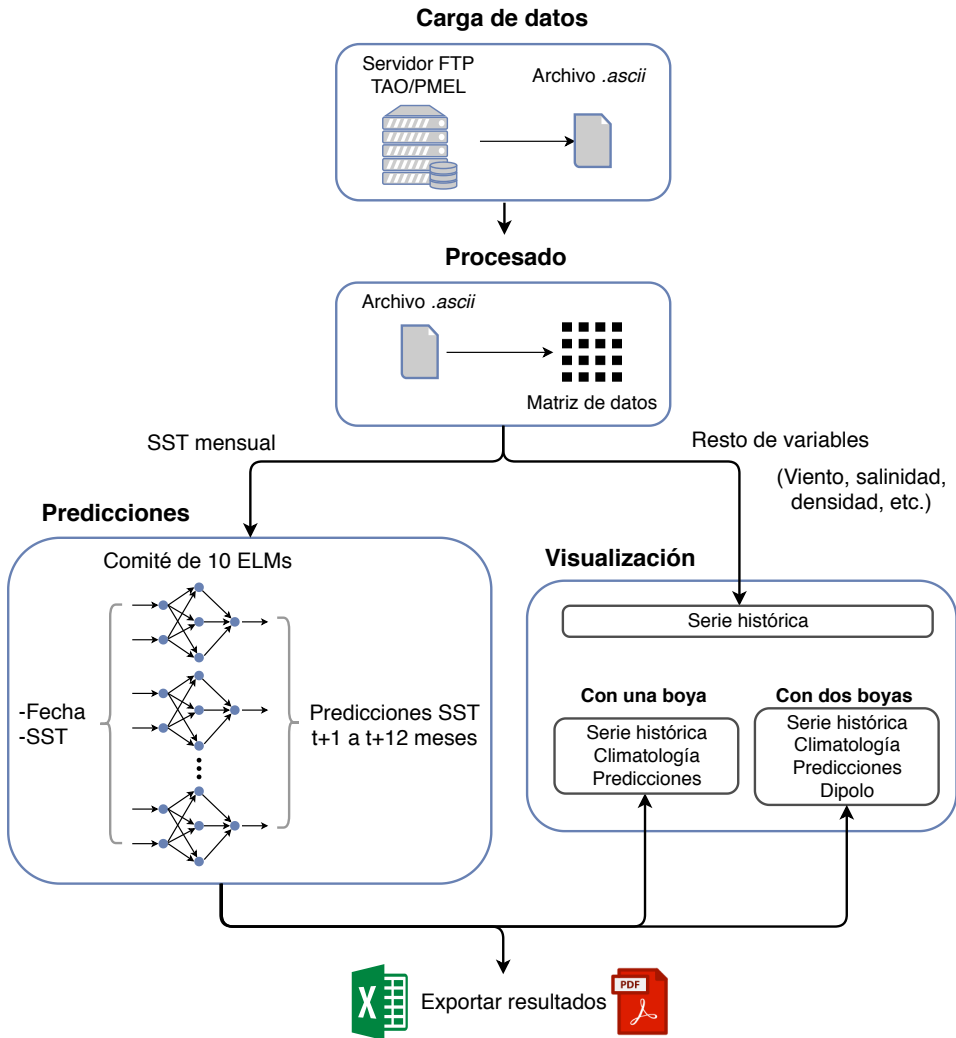 Carga de datos
Servidor FTP
TAO/PMEL
Archivo .ascii
Procesado
Archivo .ascii
Matriz de datos
SST mensual
Resto de variables
(Viento, salinidad,
densidad, etc.)
Predicciones
Comité de 10 ELMs
-Fecha
-SST
Predicciones SST
t+1 a t+12 meses
Visualización
Serie histórica
Con una boya
Serie histórica
Climatología
Predicciones
Con dos boyas
Serie histórica
Climatología
Predicciones
Dipolo
X
Exportar resultados
PDF